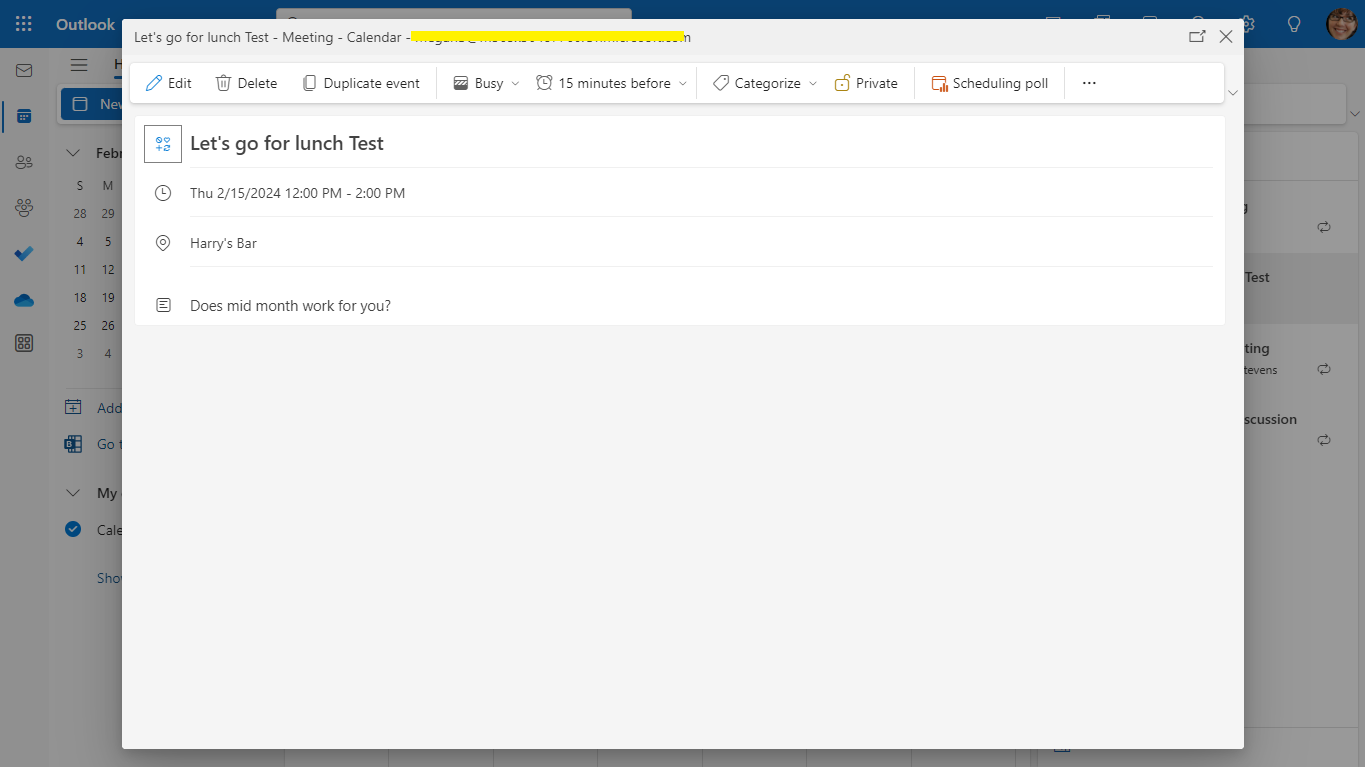 Outlook
Let's go for lunch Test - Meeting - Calendar -
Edit
Delete
Duplicate event
Busy
15 minutes before
Categorize
Private
Scheduling poll
New
Febr
S M
28 29
4 5
11 12
18 19
25 26
3 4
Add
Go t
My
Cale
Show
Let's go for lunch Test
Thu 2/15/2024 12:00 PM - 2:00 PM
Harry's Bar
Does mid month work for you?
g
Test
ting
tevens
scussion